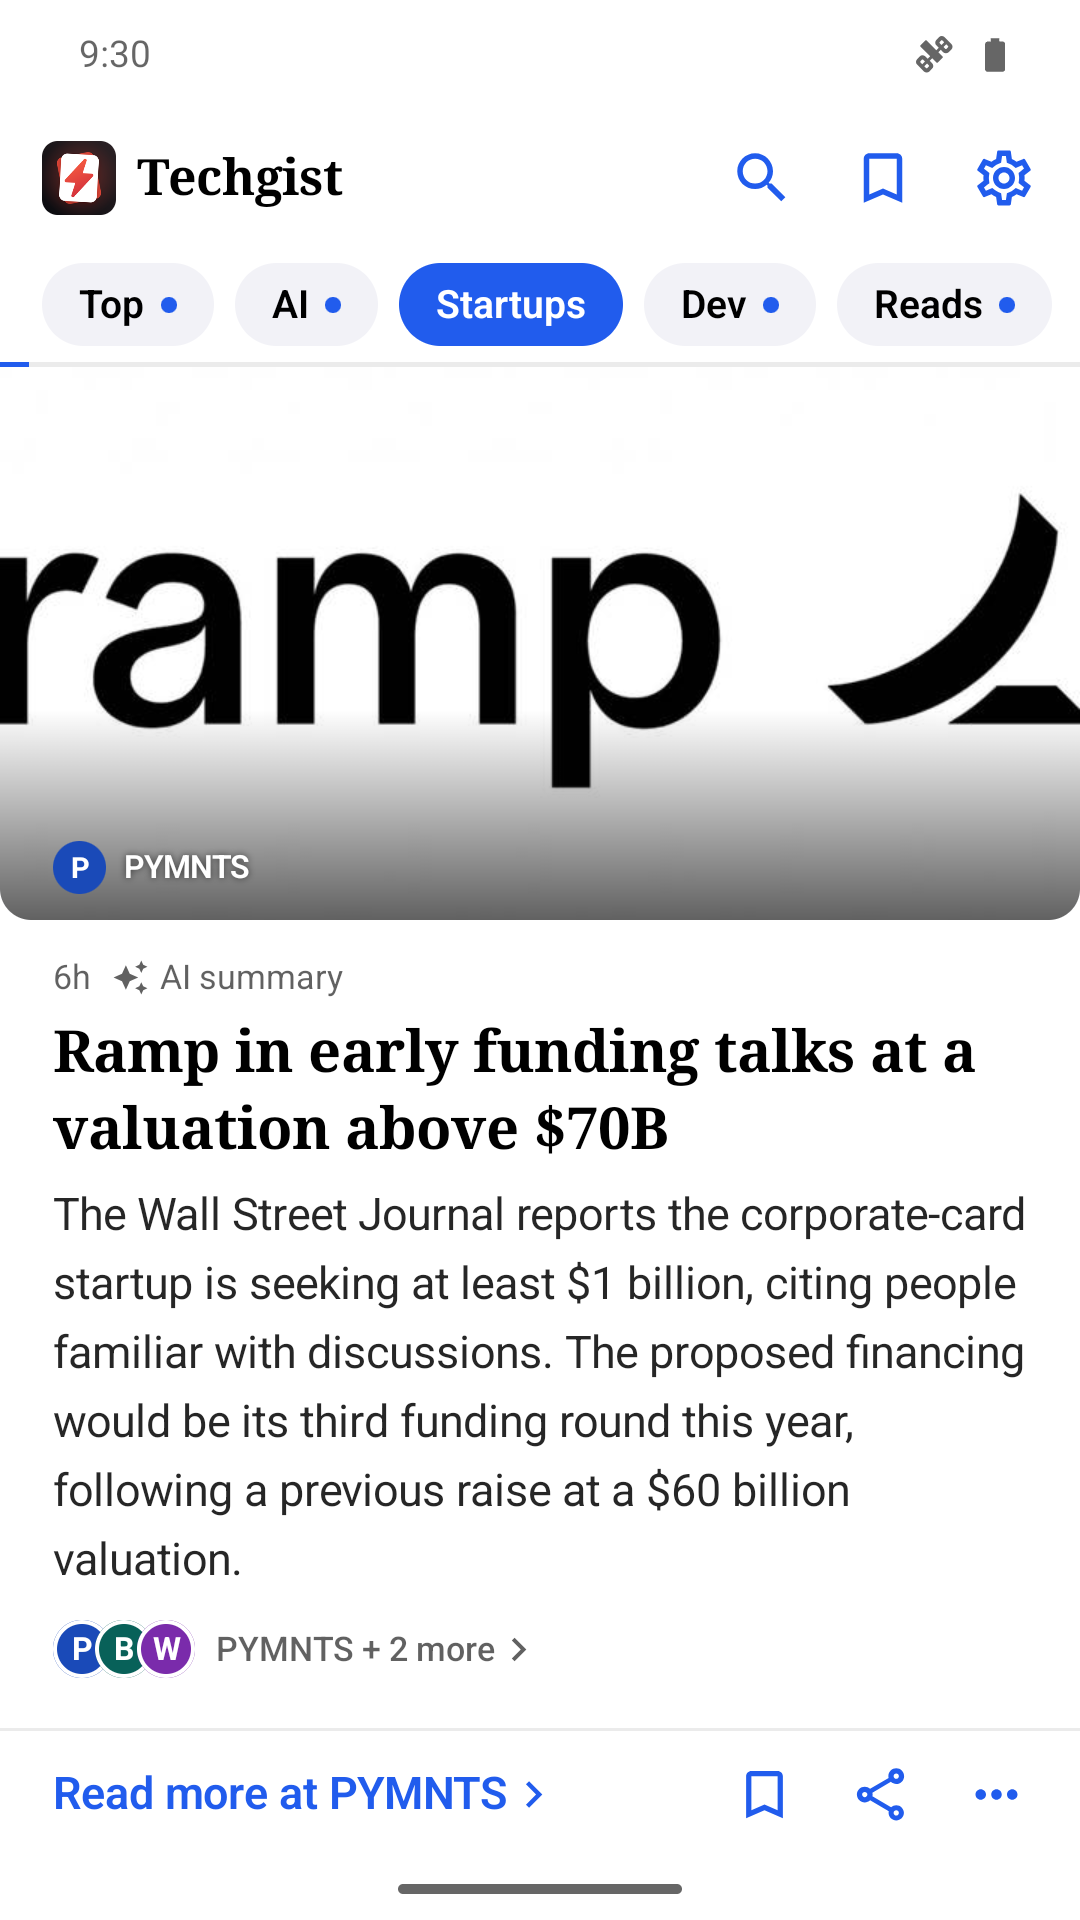 9:30
Techgist
Top
AI
Startups
Dev
Reads
ramp
P PYMNTS
6h AI summary
Ramp in early funding talks at a
valuation above $70B
The Wall Street Journal reports the corporate-card
startup is seeking at least $1 billion, citing people
familiar with discussions. The proposed financing
would be its third funding round this year,
following a previous raise at a $60 billion
valuation.
P B W PYMNTS + 2 more
Read more at PYMNTS